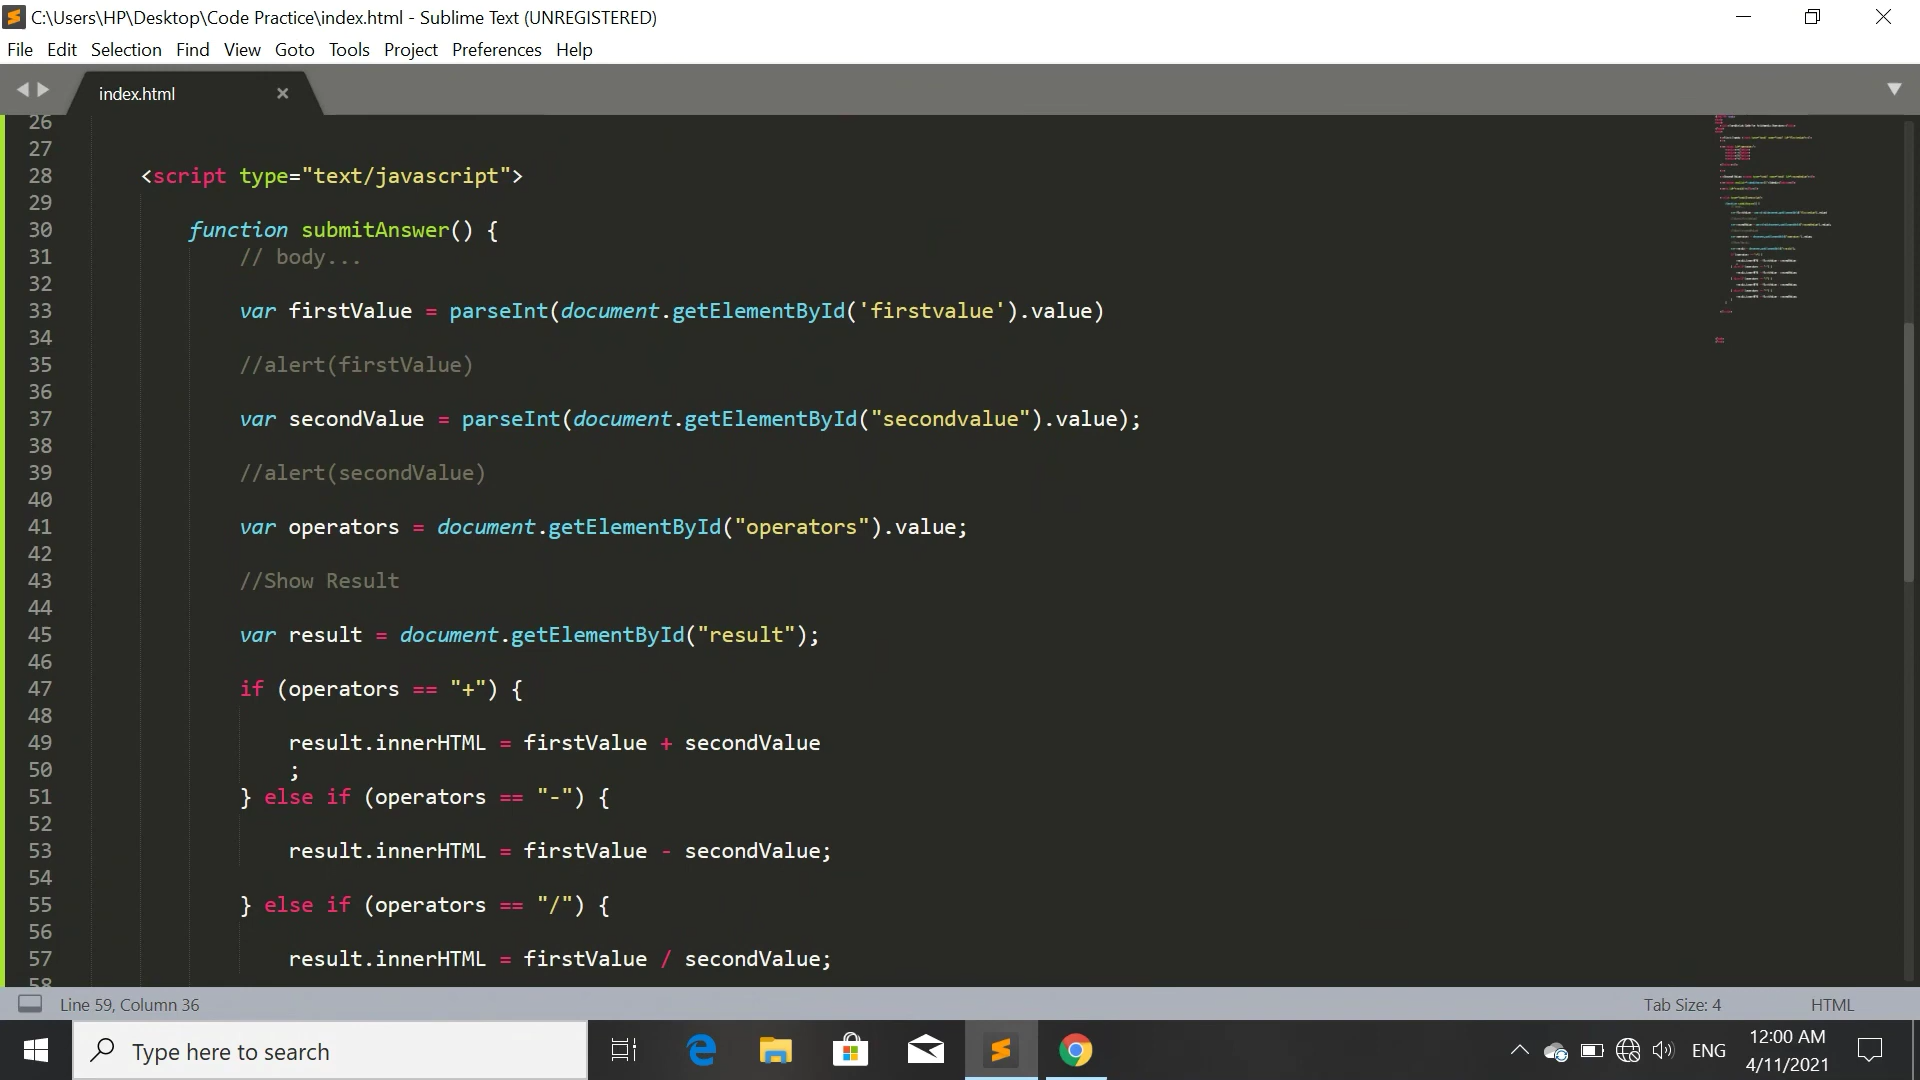 C:\Users\HP\Desktop\Code Practice\index.html - Sublime Text (UNREGISTERED)
File Edit Selection Find View Goto Tools Project Preferences Help
index.html
26
27
28 <script type="text/javascript">
29
30 function submitAnswer() {
31 // body...
32
33 var firstValue = parseInt(document.getElementById('firstvalue').value)
34
35 //alert(firstValue)
36
37 var secondValue = parseInt(document.getElementById("secondvalue").value);
38
39 //alert(secondValue)
40
41 var operators = document.getElementById("operators").value;
42
43 //Show Result
44
45 var result = document.getElementById("result");
46
47 if (operators == "+") {
48
49 result.innerHTML = firstValue + secondValue
50 ;
51 } else if (operators == "-") {
52
53 result.innerHTML = firstValue - secondValue;
54
55 } else if (operators == "/") {
56
57 result.innerHTML = firstValue / secondValue;
58
Line 59, Column 36
Tab Size: 4
HTML
Type here to search
ENG
12:00 AM
4/11/2021